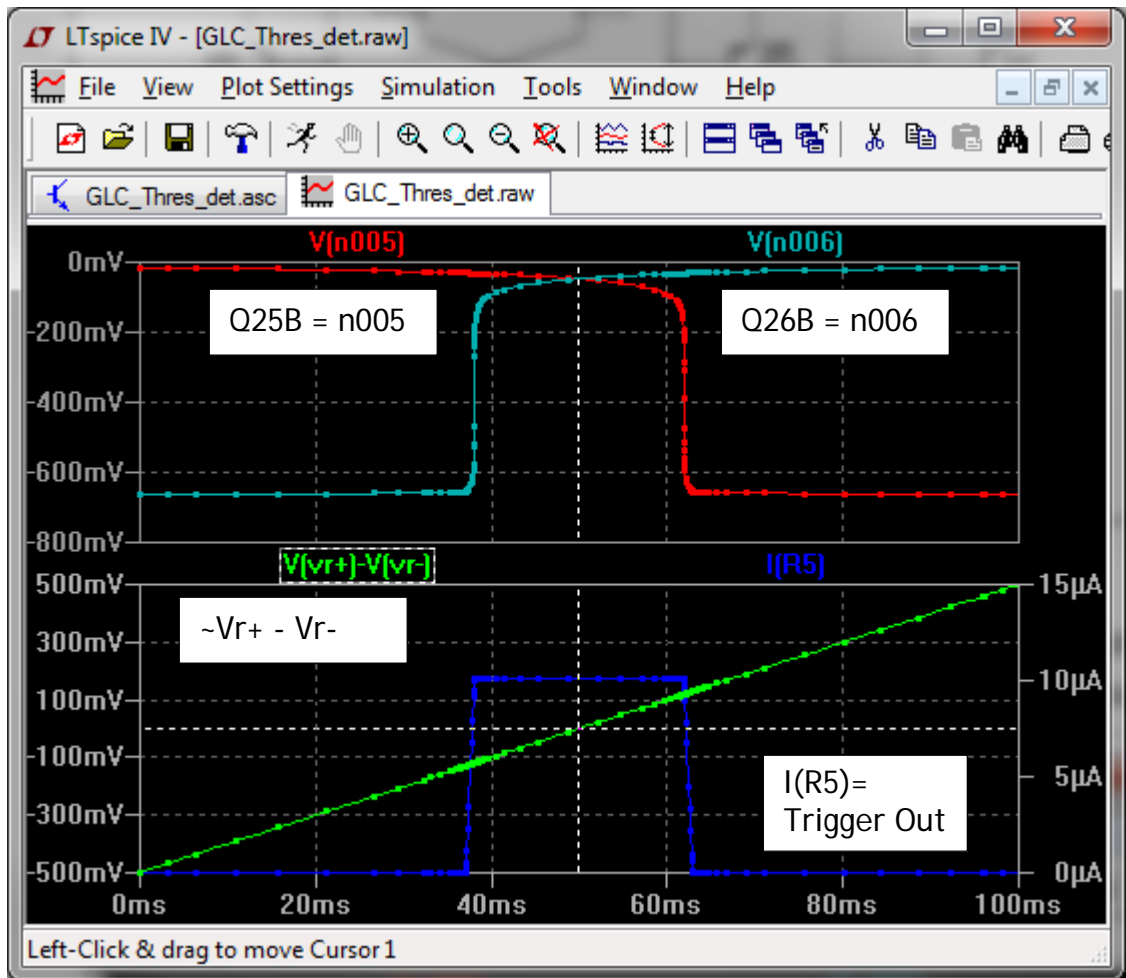 LTspice IV - [GLC_Thres_det.raw]
File View Plot Settings Simulation Tools Window Help
GLC_Thres_det.asc GLC_Thres_det.raw
V(n005) V(n006)
0mV
-200mV
-400mV
-600mV
-800mV
Q25B = n005
Q26B = n006
V(vr+)-V(vr-) I(R5)
500mV
300mV
100mV
-100mV
-300mV
-500mV
~Vr+ - Vr-
I(R5)=
Trigger Out
15µA
10µA
5µA
0µA
0ms 20ms 40ms 60ms 80ms 100ms
Left-Click & drag to move Cursor 1